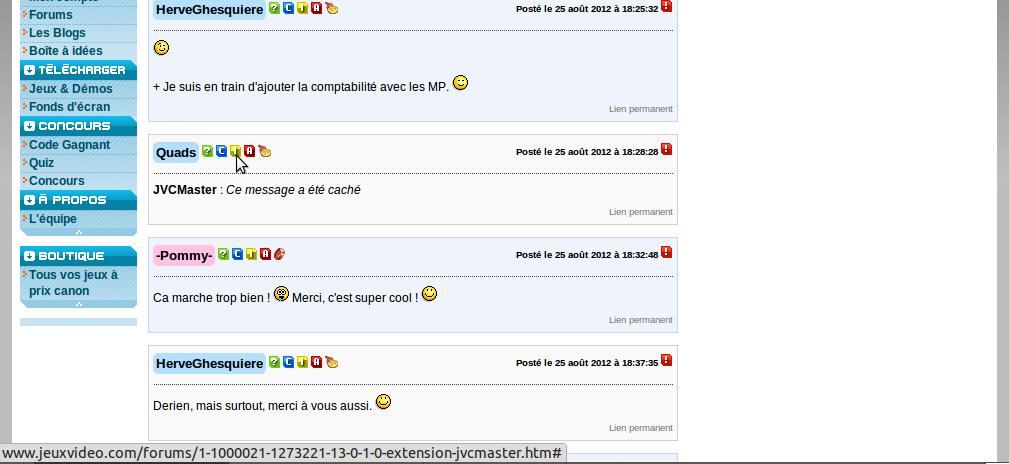 Forums
Les Blogs
Boîte à idées
TÉLÉCHARGER
Jeux & Démos
Fonds d'écran
CONCOURS
Code Gagnant
Quiz
Concours
À PROPOS
L'équipe
BOUTIQUE
Tous vos jeux à
prix canon
HerveGhesquiere ? C i A Posté le 25 août 2012 à 18:25:32 !
+ Je suis en train d'ajouter la comptabilité avec les MP.
Lien permanent
Quads ? C i A Posté le 25 août 2012 à 18:28:28 !
JVCMaster : Ce message a été caché
Lien permanent
-Pommy- ? C i A Posté le 25 août 2012 à 18:32:48 !
Ca marche trop bien ! Merci, c'est super cool !
Lien permanent
HerveGhesquiere ? C i A Posté le 25 août 2012 à 18:37:35 !
Derien, mais surtout, merci à vous aussi.
Lien permanent
www.jeuxvideo.com/forums/1-1000021-1273221-13-0-1-0-extension-jvcmaster.htm#